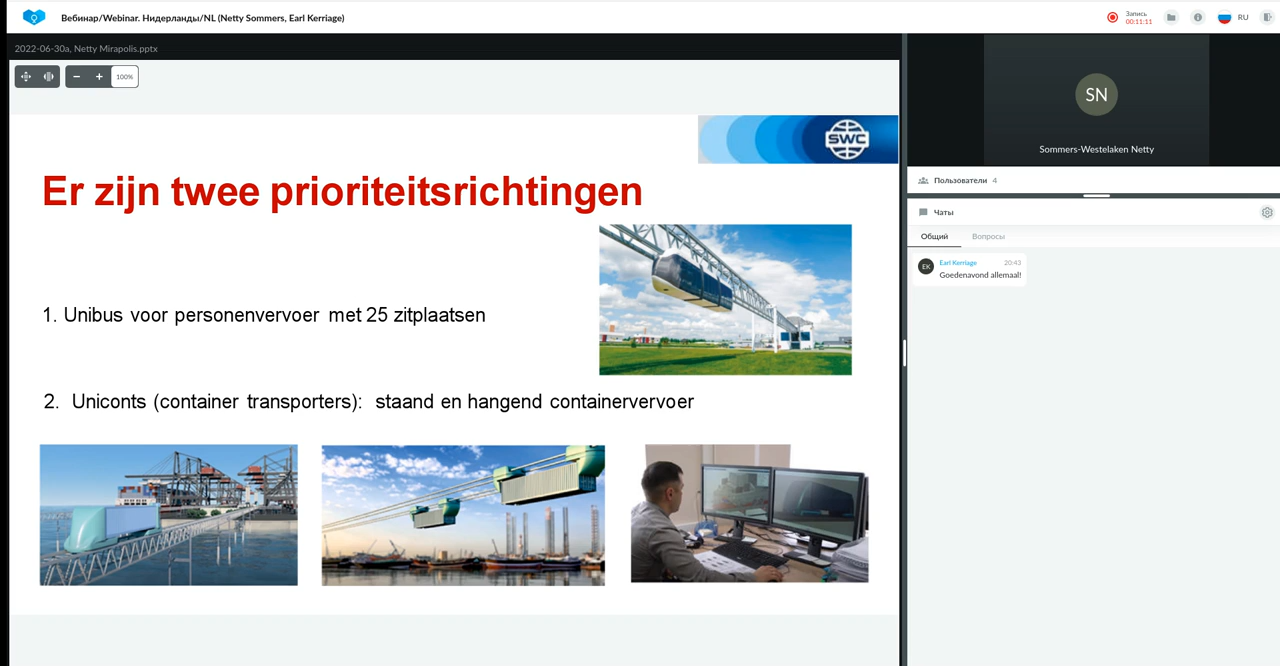 Вебинар/Webinar. Нидерланды/NL (Netty Sommers, Earl Kerriage)
Запись
00:11:11
RU
2022-06-30a, Netty Mirapolis.pptx
100%
SWC
Er zijn twee prioriteitsrichtingen
1. Unibus voor personenvervoer met 25 zitplaatsen
2. Uniconts (container transporters): staand en hangend containervervoer
SN
Sommers-Westelaken Netty
Пользователи 4
Чаты
Общий Вопросы
EK
Earl Kerriage 20:43
Goedenavond allemaal!